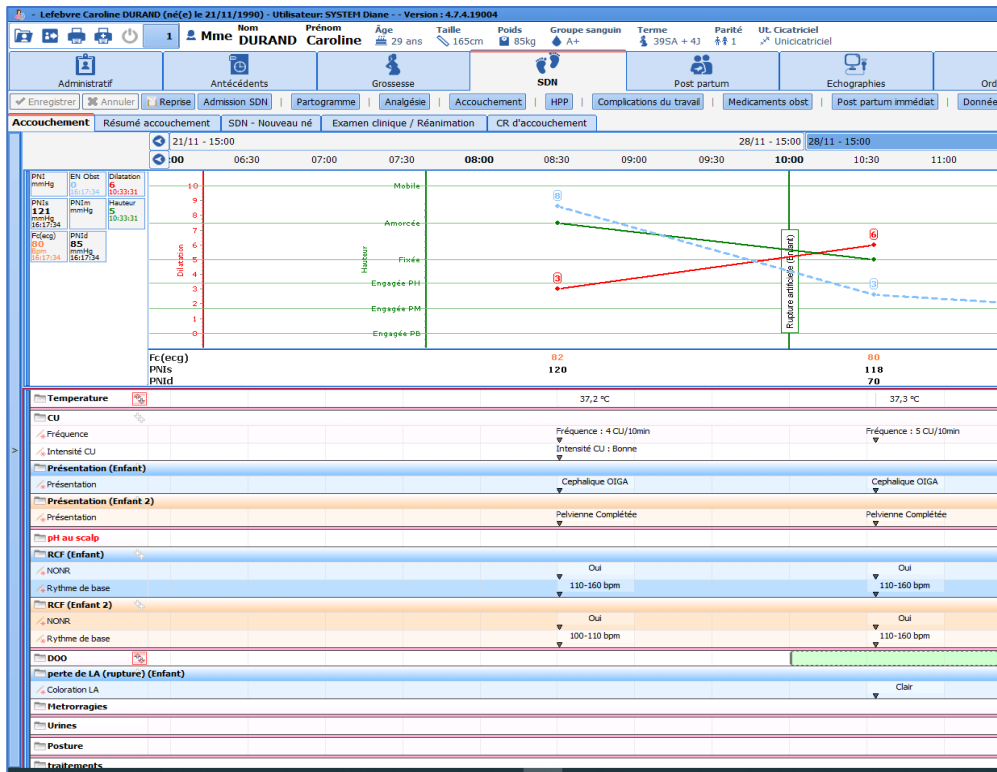 - Lefebvre Caroline DURAND (né(e) le 21/11/1990) - Utilisateur: SYSTEM Diane - - Version : 4.7.4.19004
1 Mme Nom DURAND Prénom Caroline Âge 29 ans Taille 165cm Poids 85kg Groupe sanguin A+ Terme 39SA + 4J Parité 1 Ut. Cicatriciel Unicicatriciel
Administratif Antécédents Grossesse SDN Post partum Echographies Ord
Enregistrer Annuler Reprise Admission SDN | Partogramme | Analgésie | Accouchement | HPP | Complications du travail | Medicaments obst | Post partum immédiat | Donnée
Accouchement Résumé accouchement SDN - Nouveau né Examen clinique / Réanimation CR d'accouchement
21/11 - 15:00 28/11 - 15:00 28/11 - 15:00
:00 06:30 07:00 07:30 08:00 08:30 09:00 09:30 10:00 10:30 11:00
PNI mmHg
EN Obst 0 16:17:34
Dilatation 6 10:33:31
PNIs 121 mmHg 16:17:34
PNIm mmHg
Hauteur 5 10:33:31
Fc(ecg) 80 Bpm 16:17:34
PNId 85 mmHg 16:17:34
Dilatation
10
9
8
7
6
5
4
3
2
1
0
Hauteur
Mobile
Amorcée
Fixée
Engagée PH
Engagée PM
Engagée PB
8
3
6
3
Rupture artificielle (Enfant)
Fc(ecg) 82 80
PNIs 120 118
PNId 70
Temperature 37,2 °C 37,3 °C
CU
Fréquence Fréquence : 4 CU/10min Fréquence : 5 CU/10min
Intensité CU Intensité CU : Bonne
>
Présentation (Enfant)
Présentation Cephalique OIGA Cephalique OIGA
Présentation (Enfant 2)
Présentation Pelvienne Complétée Pelvienne Complétée
pH au scalp
RCF (Enfant)
NONR Oui Oui
Rythme de base 110-160 bpm 110-160 bpm
RCF (Enfant 2)
NONR Oui Oui
Rythme de base 100-110 bpm 110-160 bpm
DOO
perte de LA (rupture) (Enfant)
Coloration LA Clair
Metrorragies
Urines
Posture
traitements